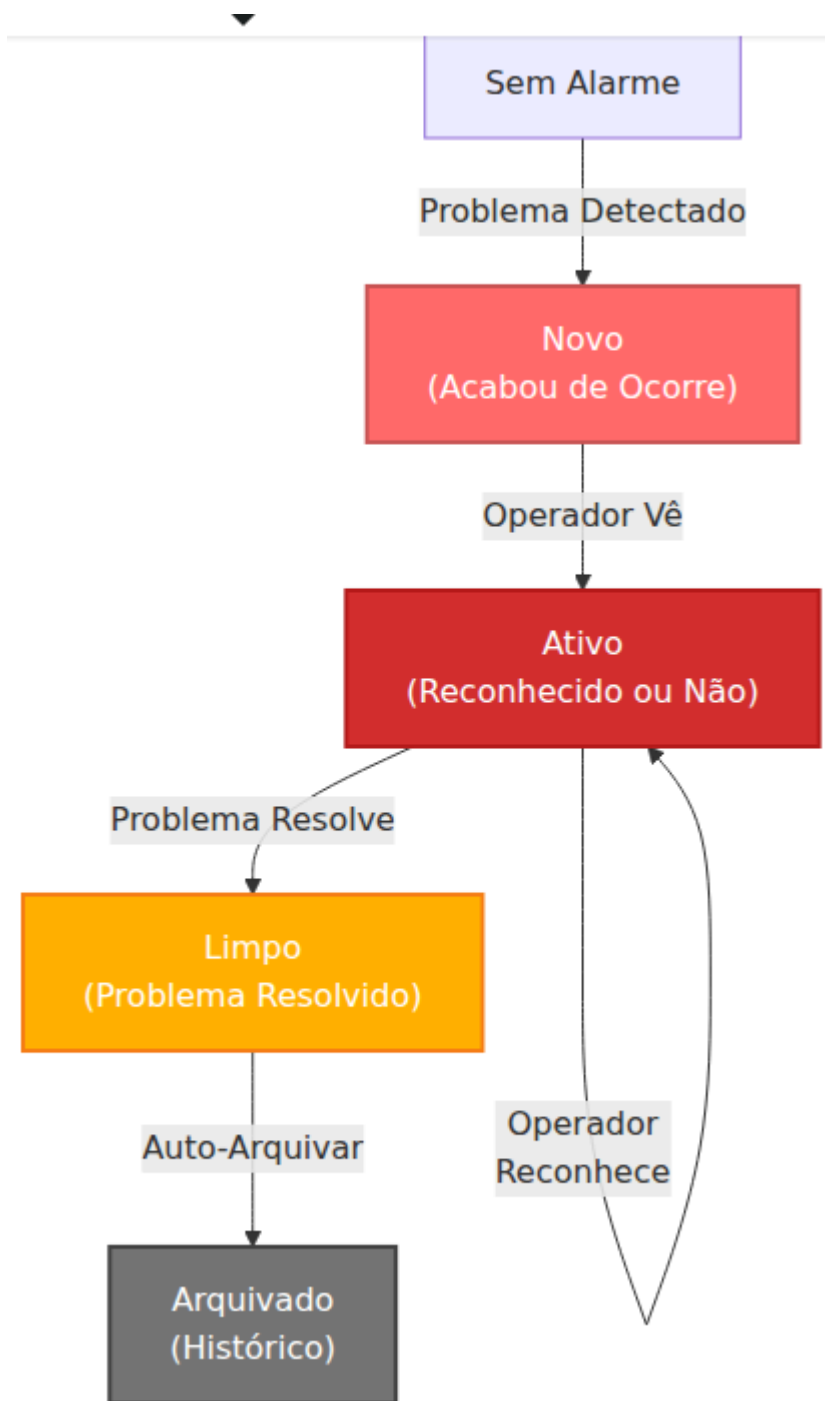 Sem Alarme
Problema Detectado
Novo
(Acabou de Ocorre)
Operador Vê
Ativo
(Reconhecido ou Não)
Problema Resolve
Limpo
(Problema Resolvido)
Operador
Reconhece
Auto-Arquivar
Arquivado
(Histórico)